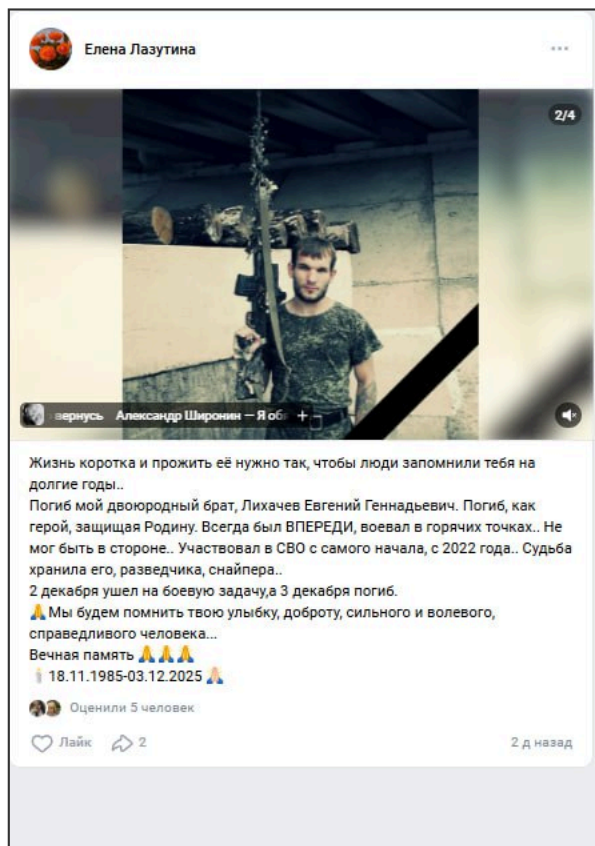 Елена Лазутина
2/4
вернусь Александр Широнин — Я об
Жизнь коротка и прожить её нужно так, чтобы люди запомнили тебя на
долгие годы..
Погиб мой двоюродный брат, Лихачев Евгений Геннадьевич. Погиб, как
герой, защищая Родину. Всегда был ВПЕРЕДИ, воевал в горячих точках.. Не
мог быть в стороне.. Участвовал в СВО с самого начала, с 2022 года.. Судьба
хранила его, разведчика, снайпера..
2 декабря ушел на боевую задачу,а 3 декабря погиб.
🙏Мы будем помнить твою улыбку, доброту, сильного и волевого,
справедливого человека...
Вечная память 🙏🙏🙏
🕯18.11.1985-03.12.2025 🙏🏻
Оценили 5 человек
Лайк 2
2 д назад